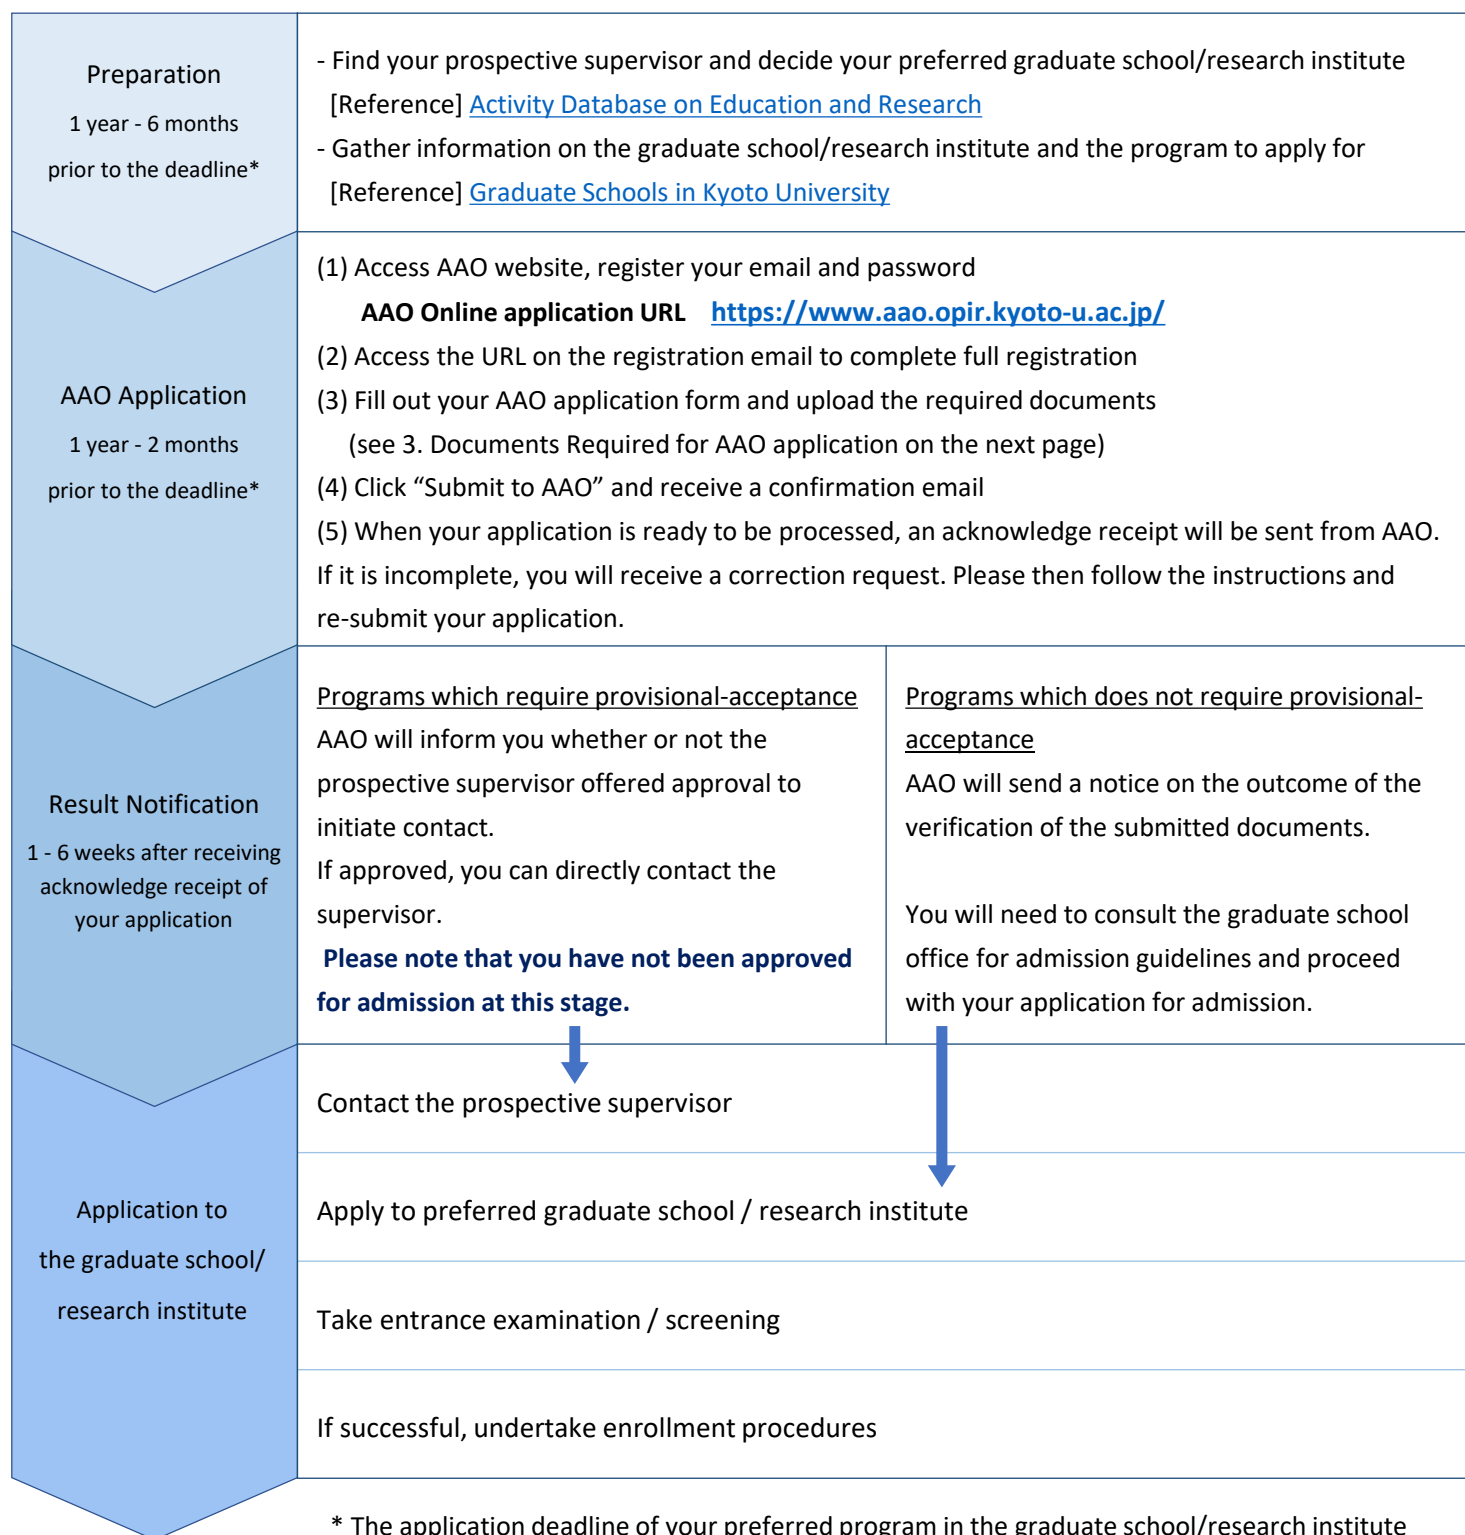 Preparation
1 year - 6 months
prior to the deadline*
- Find your prospective supervisor and decide your preferred graduate school/research institute
[Reference] Activity Database on Education and Research
- Gather information on the graduate school/research institute and the program to apply for
[Reference] Graduate Schools in Kyoto University
AAO Application
1 year - 2 months
prior to the deadline*
(1) Access AAO website, register your email and password
AAO Online application URL https://www.aao.opir.kyoto-u.ac.jp/
(2) Access the URL on the registration email to complete full registration
(3) Fill out your AAO application form and upload the required documents
(see 3. Documents Required for AAO application on the next page)
(4) Click “Submit to AAO” and receive a confirmation email
(5) When your application is ready to be processed, an acknowledge receipt will be sent from AAO.
If it is incomplete, you will receive a correction request. Please then follow the instructions and
re-submit your application.
Result Notification
1 - 6 weeks after receiving
acknowledge receipt of
your application
Programs which require provisional-acceptance
AAO will inform you whether or not the
prospective supervisor offered approval to
initiate contact.
If approved, you can directly contact the
supervisor.
Please note that you have not been approved
for admission at this stage.
Programs which does not require provisional-
acceptance
AAO will send a notice on the outcome of the
verification of the submitted documents.
You will need to consult the graduate school
office for admission guidelines and proceed
with your application for admission.
Application to
the graduate school/
research institute
Contact the prospective supervisor
Apply to preferred graduate school / research institute
Take entrance examination / screening
If successful, undertake enrollment procedures
* The application deadline of your preferred program in the graduate school/research institute